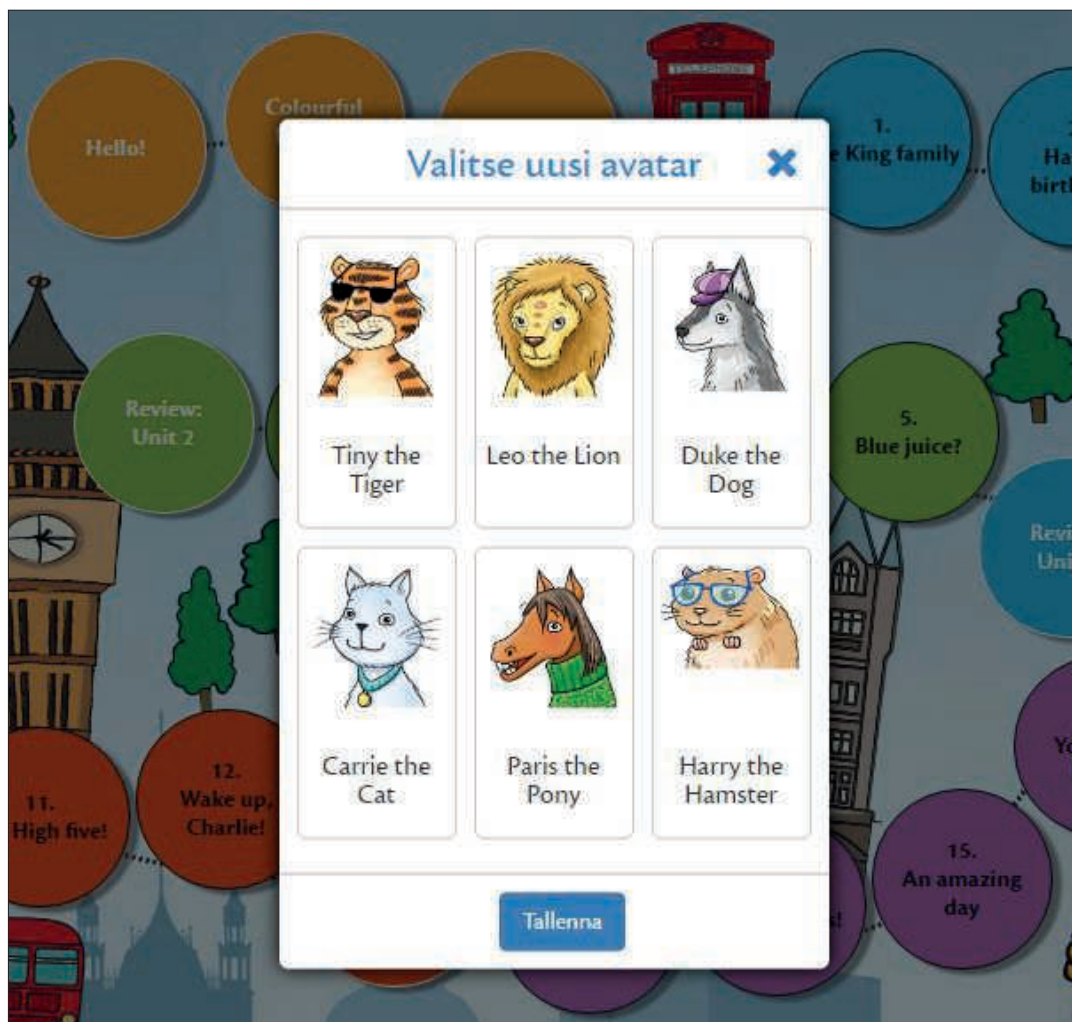 Hello!
Colourful
TELEPHONE
1.
King family
Valitse uusi avatar
Tiny the
Tiger
Leo the Lion
Duke the
Dog
Review:
Unit 2
5.
Blue juice?
Carrie the
Cat
Paris the
Pony
Harry the
Hamster
11.
High five!
12.
Wake up,
Charlie!
15.
An amazing
day
Tallenna